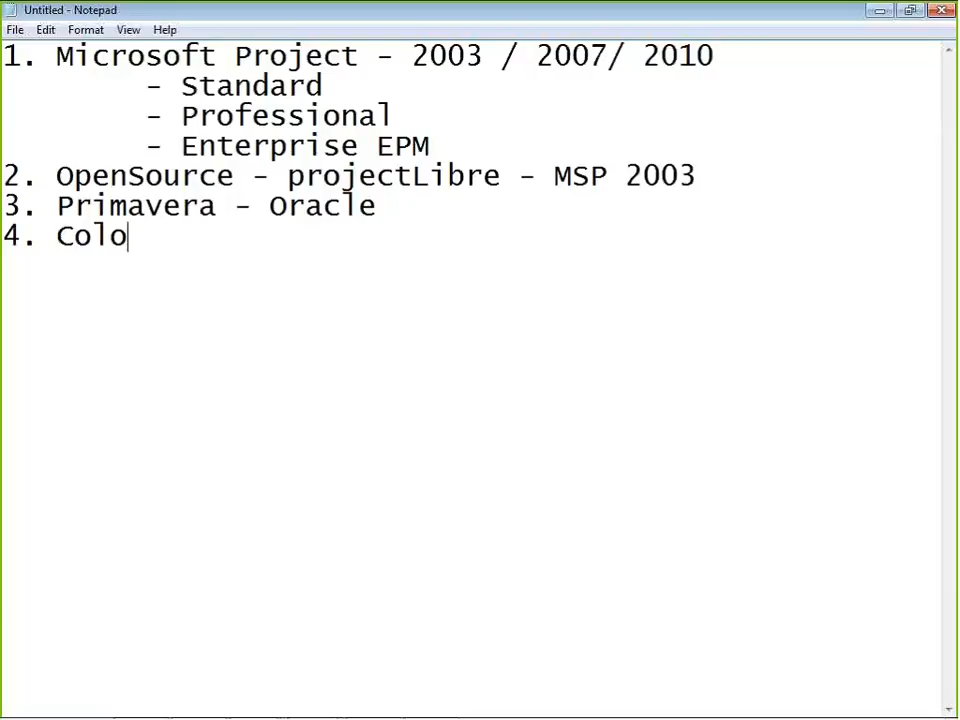 Untitled - Notepad
File Edit Format View Help
1. Microsoft Project - 2003 / 2007/ 2010
- Standard
- Professional
- Enterprise EPM
2. OpenSource - projectLibre - MSP 2003
3. Primavera - Oracle
4. Colo